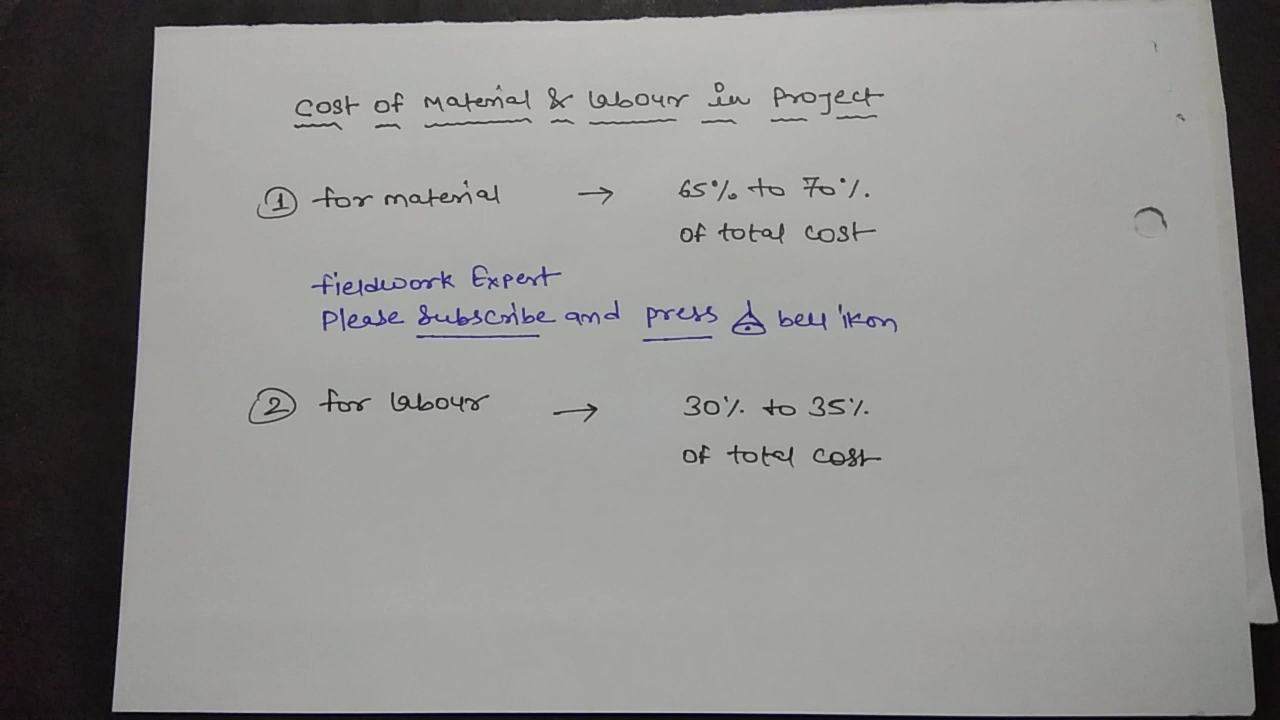 Cost of Material & labour in Project
① for material → 65% to 70%.
of total cost
fieldwork Expert
Please Subscribe and press bell ikon
② for labour → 30% to 35%.
of total cost